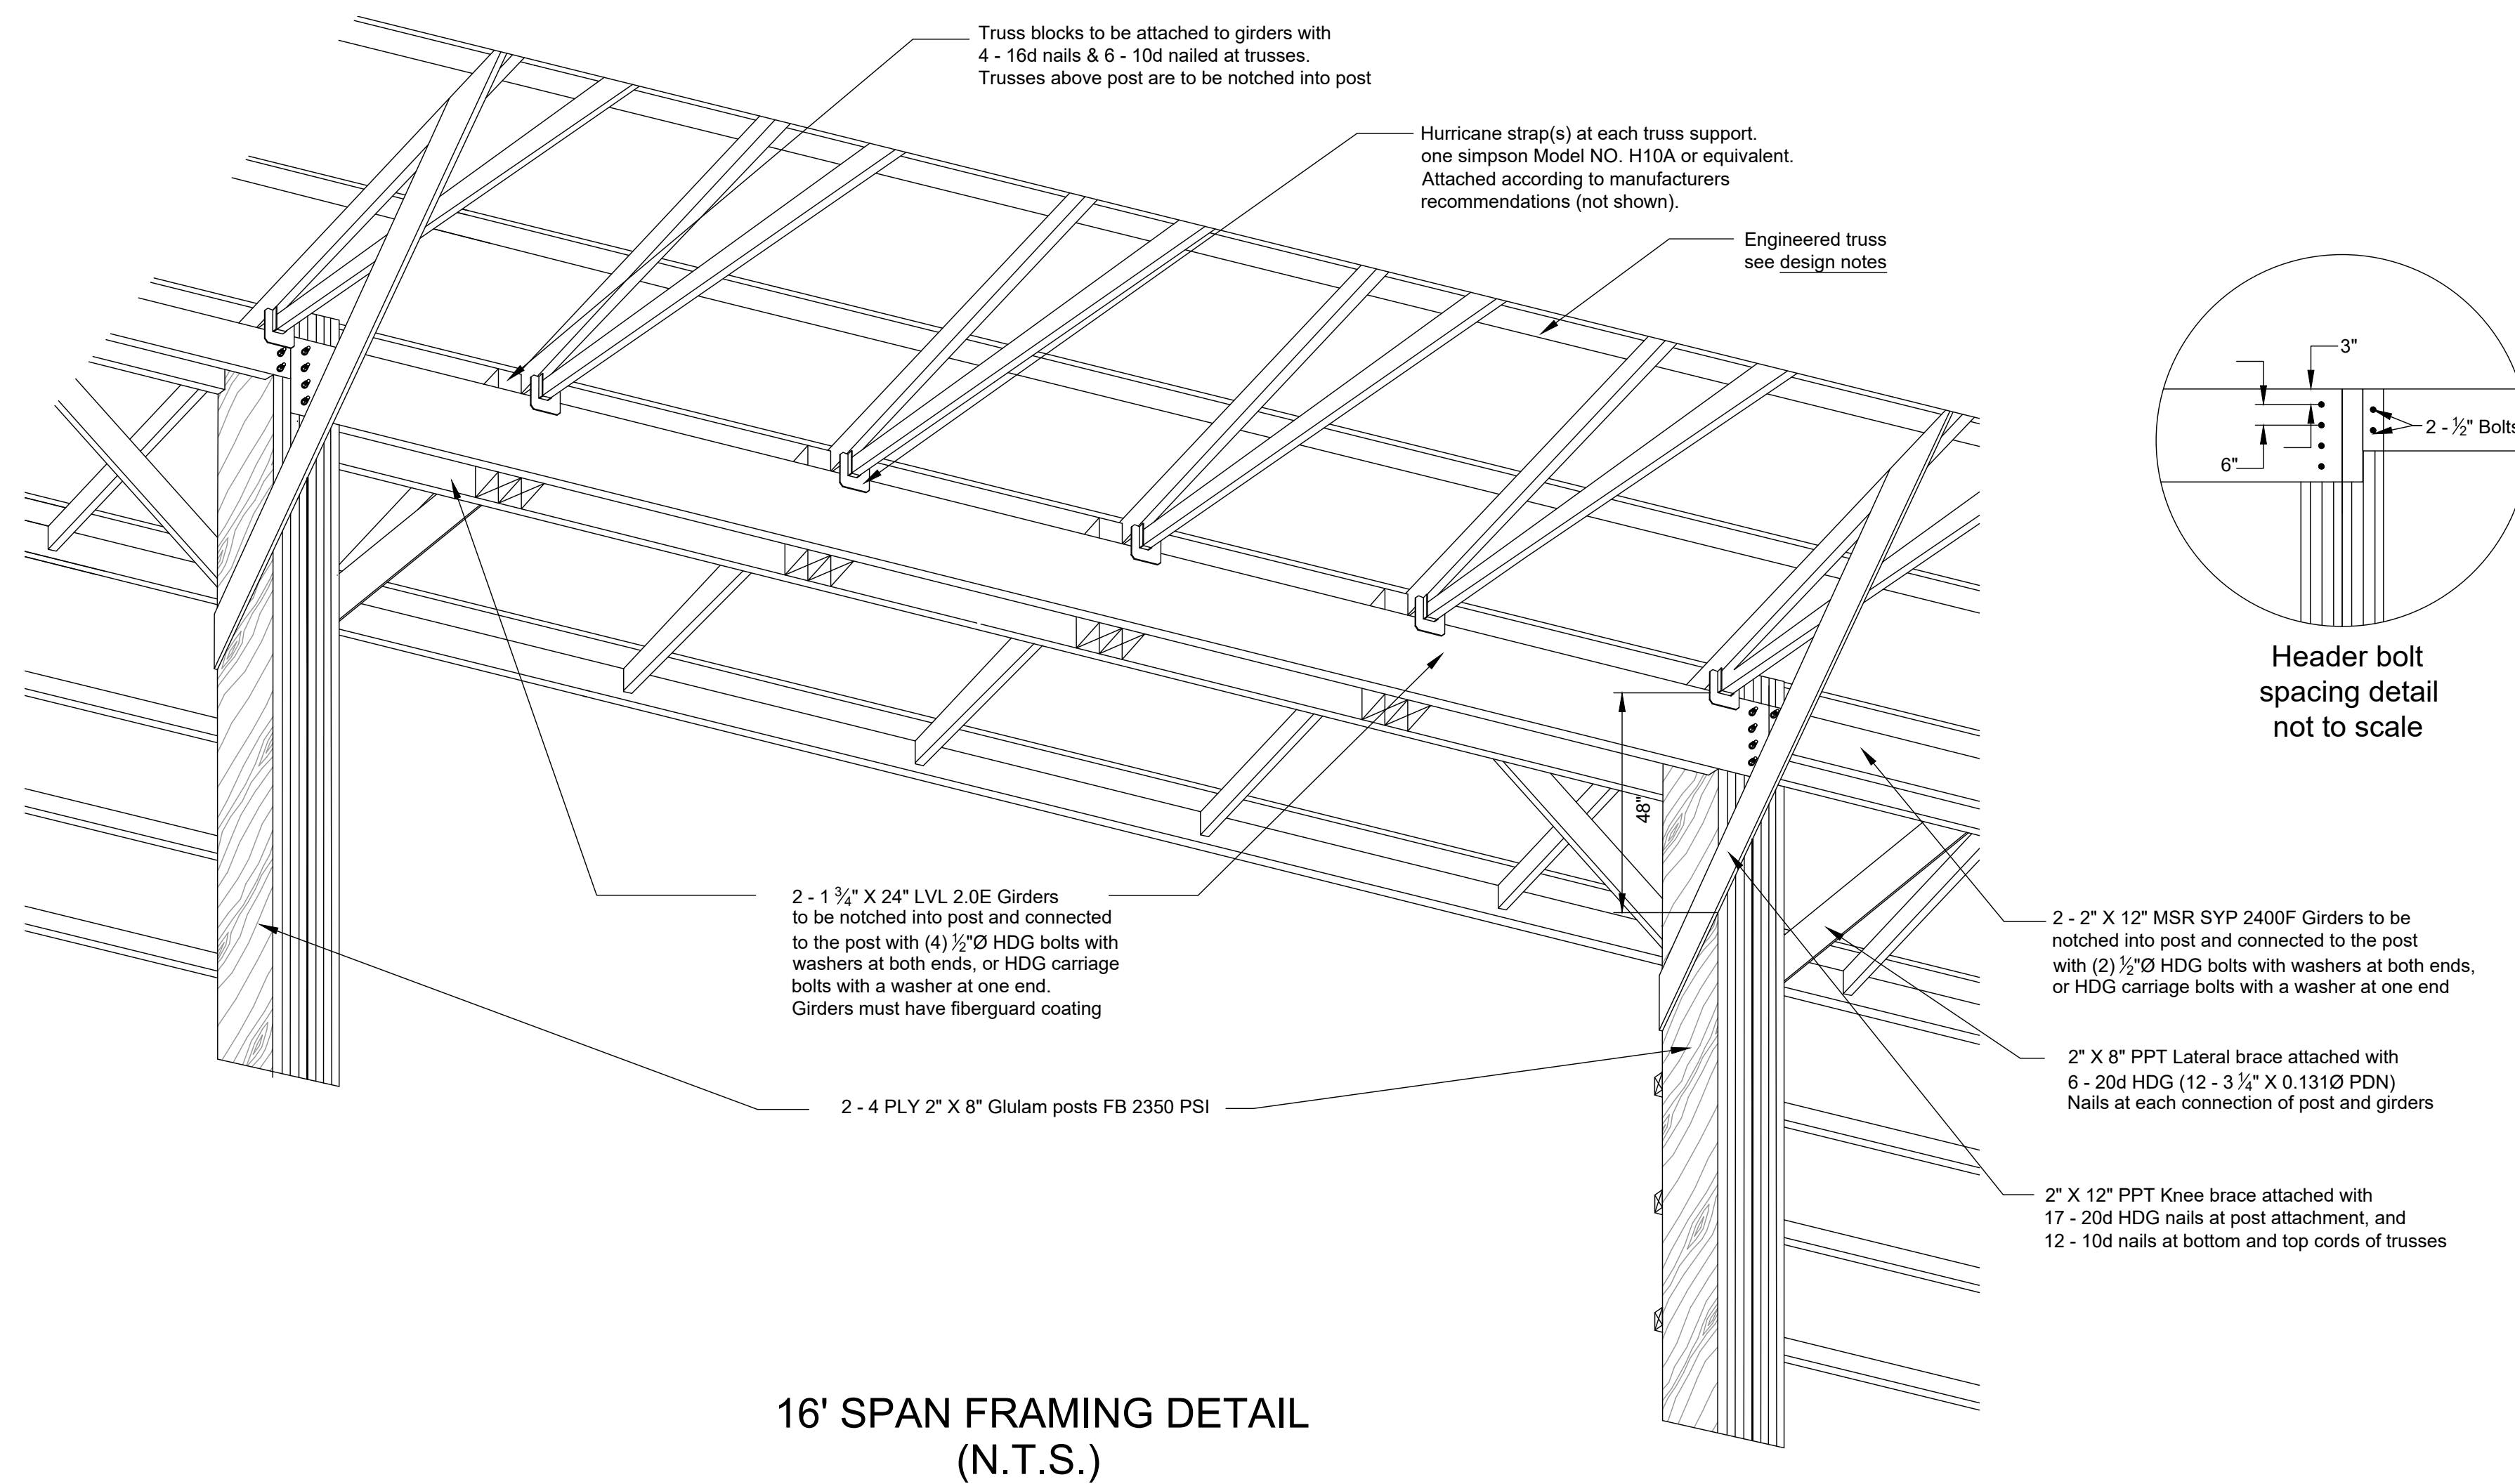 Truss blocks to be attached to girders with
4 - 16d nails & 6 - 10d nailed at trusses.
Trusses above post are to be notched into post
Hurricane strap(s) at each truss support.
one simpson Model NO. H10A or equivalent.
Attached according to manufacturers
recommendations (not shown).
Engineered truss
see design notes
3"
2 - ½" Bolts
6"
Header bolt
spacing detail
not to scale
48"
2 - 1 ¾" X 24" LVL 2.0E Girders
to be notched into post and connected
to the post with (4) ½"Ø HDG bolts with
washers at both ends, or HDG carriage
bolts with a washer at one end.
Girders must have fiberguard coating
2 - 2" X 12" MSR SYP 2400F Girders to be
notched into post and connected to the post
with (2) ½"Ø HDG bolts with washers at both ends,
or HDG carriage bolts with a washer at one end
2" X 8" PPT Lateral brace attached with
6 - 20d HDG (12 - 3 ¼" X 0.131Ø PDN)
Nails at each connection of post and girders
2 - 4 PLY 2" X 8" Glulam posts FB 2350 PSI
2" X 12" PPT Knee brace attached with
17 - 20d HDG nails at post attachment, and
12 - 10d nails at bottom and top cords of trusses
16' SPAN FRAMING DETAIL
(N.T.S.)